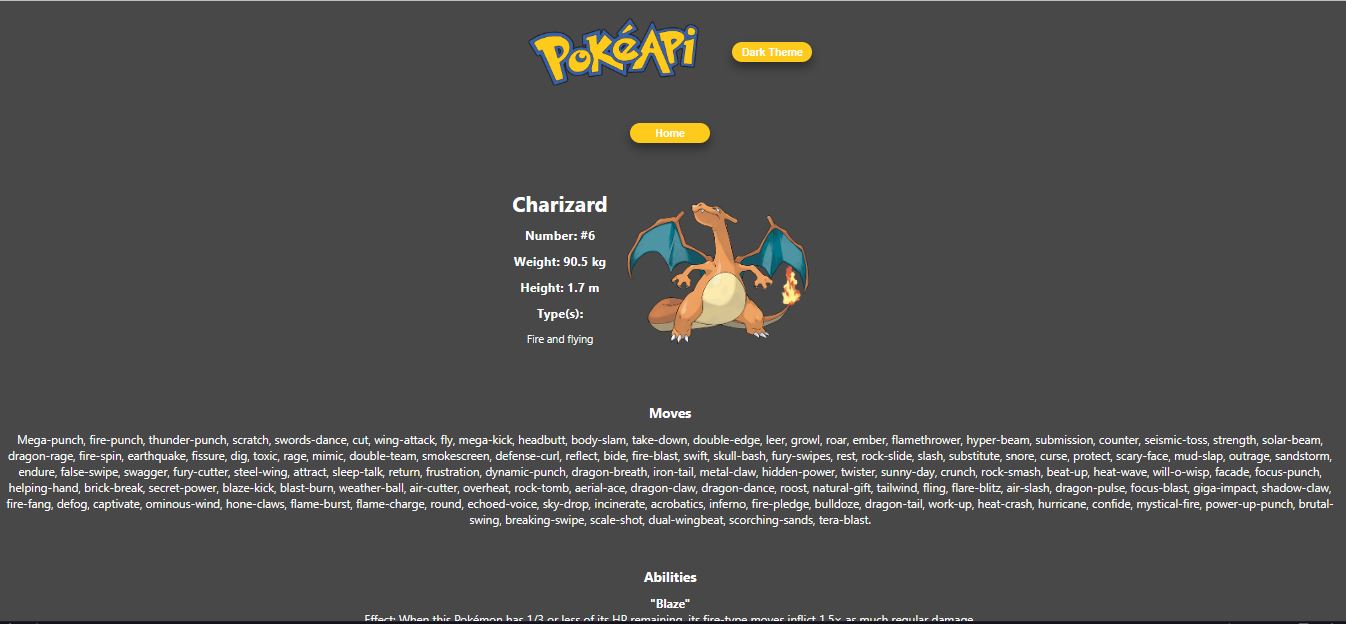 PokéApi
Dark Theme
Home
Charizard
Number: #6
Weight: 90.5 kg
Height: 1.7 m
Type(s):
Fire and flying
Moves
Mega-punch, fire-punch, thunder-punch, scratch, swords-dance, cut, wing-attack, fly, mega-kick, headbutt, body-slam, take-down, double-edge, leer, growl, roar, ember, flamethrower, hyper-beam, submission, counter, seismic-toss, strength, solar-beam,
dragon-rage, fire-spin, earthquake, fissure, dig, toxic, rage, mimic, double-team, smokescreen, defense-curl, reflect, bide, fire-blast, swift, skull-bash, fury-swipes, rest, rock-slide, slash, substitute, snore, curse, protect, scary-face, mud-slap, outrage, sandstorm,
endure, false-swipe, swagger, fury-cutter, steel-wing, attract, sleep-talk, return, frustration, dynamic-punch, dragon-breath, iron-tail, metal-claw, hidden-power, twister, sunny-day, crunch, rock-smash, beat-up, heat-wave, will-o-wisp, facade, focus-punch,
helping-hand, brick-break, secret-power, blaze-kick, blast-burn, weather-ball, air-cutter, overheat, rock-tomb, aerial-ace, dragon-claw, dragon-dance, roost, natural-gift, tailwind, fling, flare-blitz, air-slash, dragon-pulse, focus-blast, giga-impact, shadow-claw,
fire-fang, defog, captivate, ominous-wind, hone-claws, flame-burst, flame-charge, round, echoed-voice, sky-drop, incinerate, acrobatics, inferno, fire-pledge, bulldoze, dragon-tail, work-up, heat-crash, hurricane, confide, mystical-fire, power-up-punch, brutal-
swing, breaking-swipe, scale-shot, dual-wingbeat, scorching-sands, tera-blast.
Abilities
"Blaze"
Effect: When this Pokémon has 1/3 or less of its HP remaining, its fire-type moves inflict 1.5× as much regular damage.